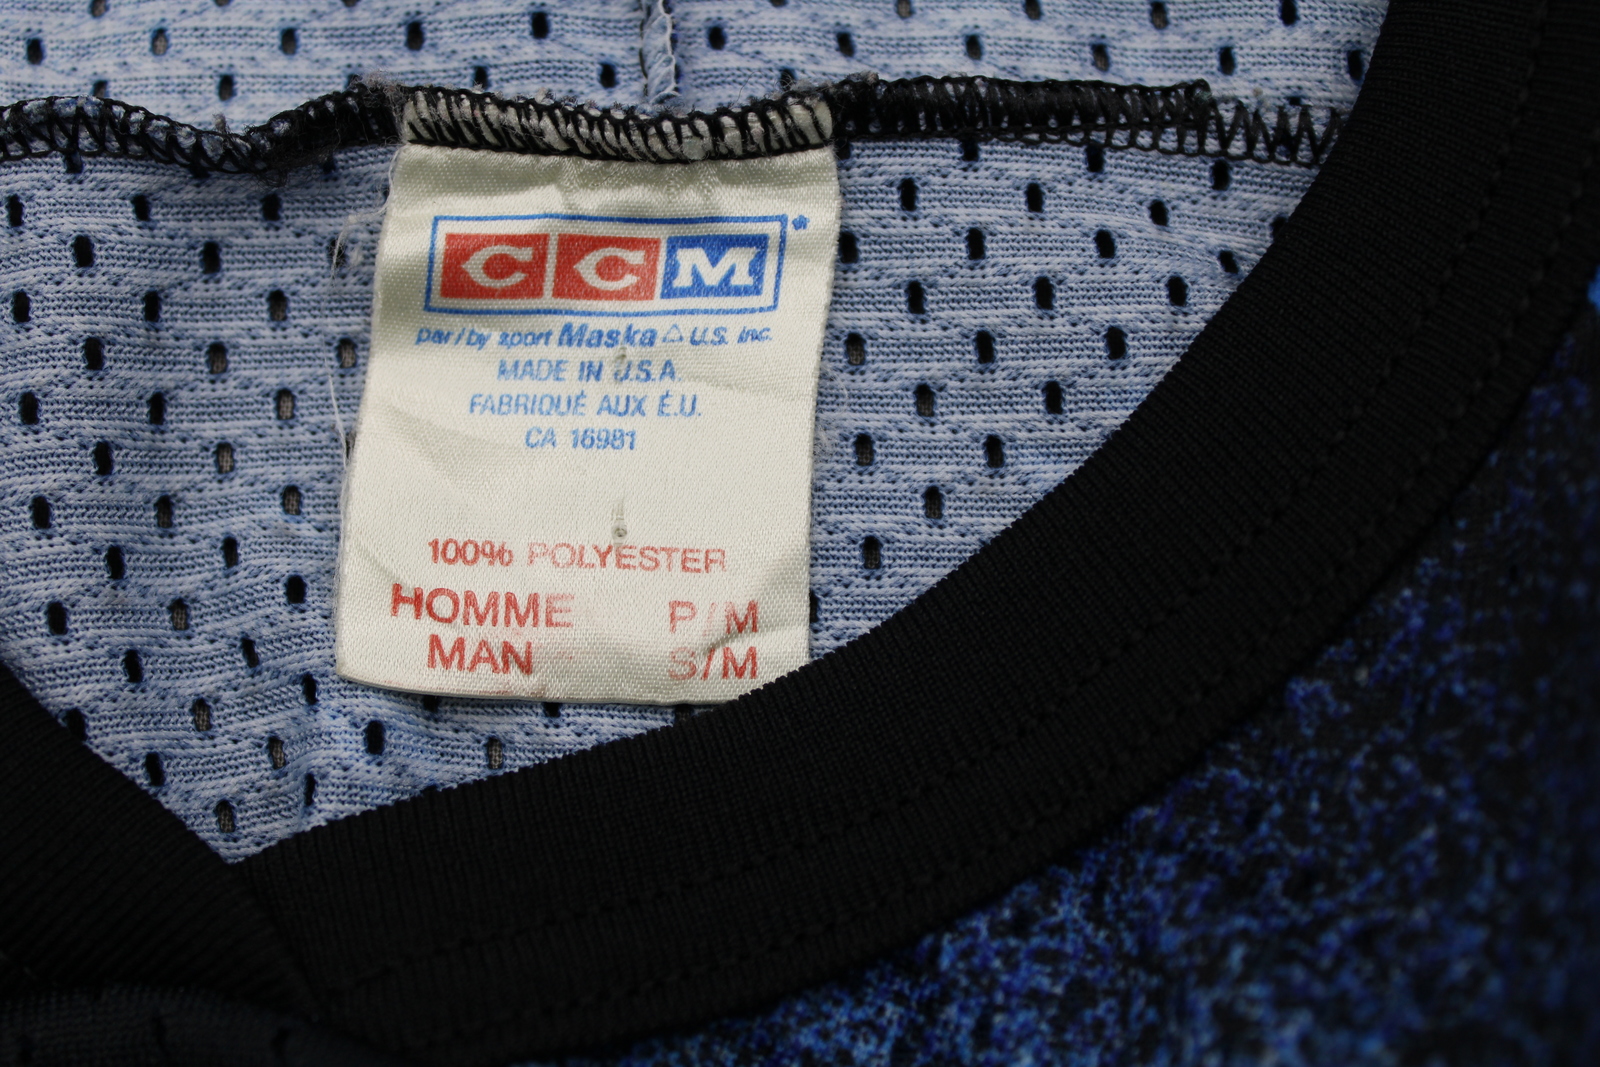 CCM*
par/by sport Maska △ U.S. Inc.
MADE IN U.S.A.
FABRIQUÉ AUX É.U.
CA 16981
100% POLYESTER
HOMME P/M
MAN S/M